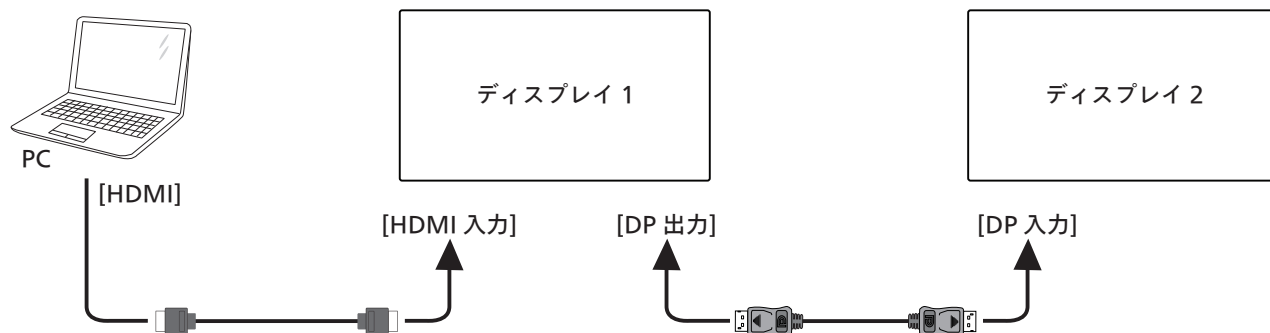 ディスプレイ 1
ディスプレイ 2
PC
[HDMI]
[HDMI 入力]
[DP 出力]
[DP 入力]